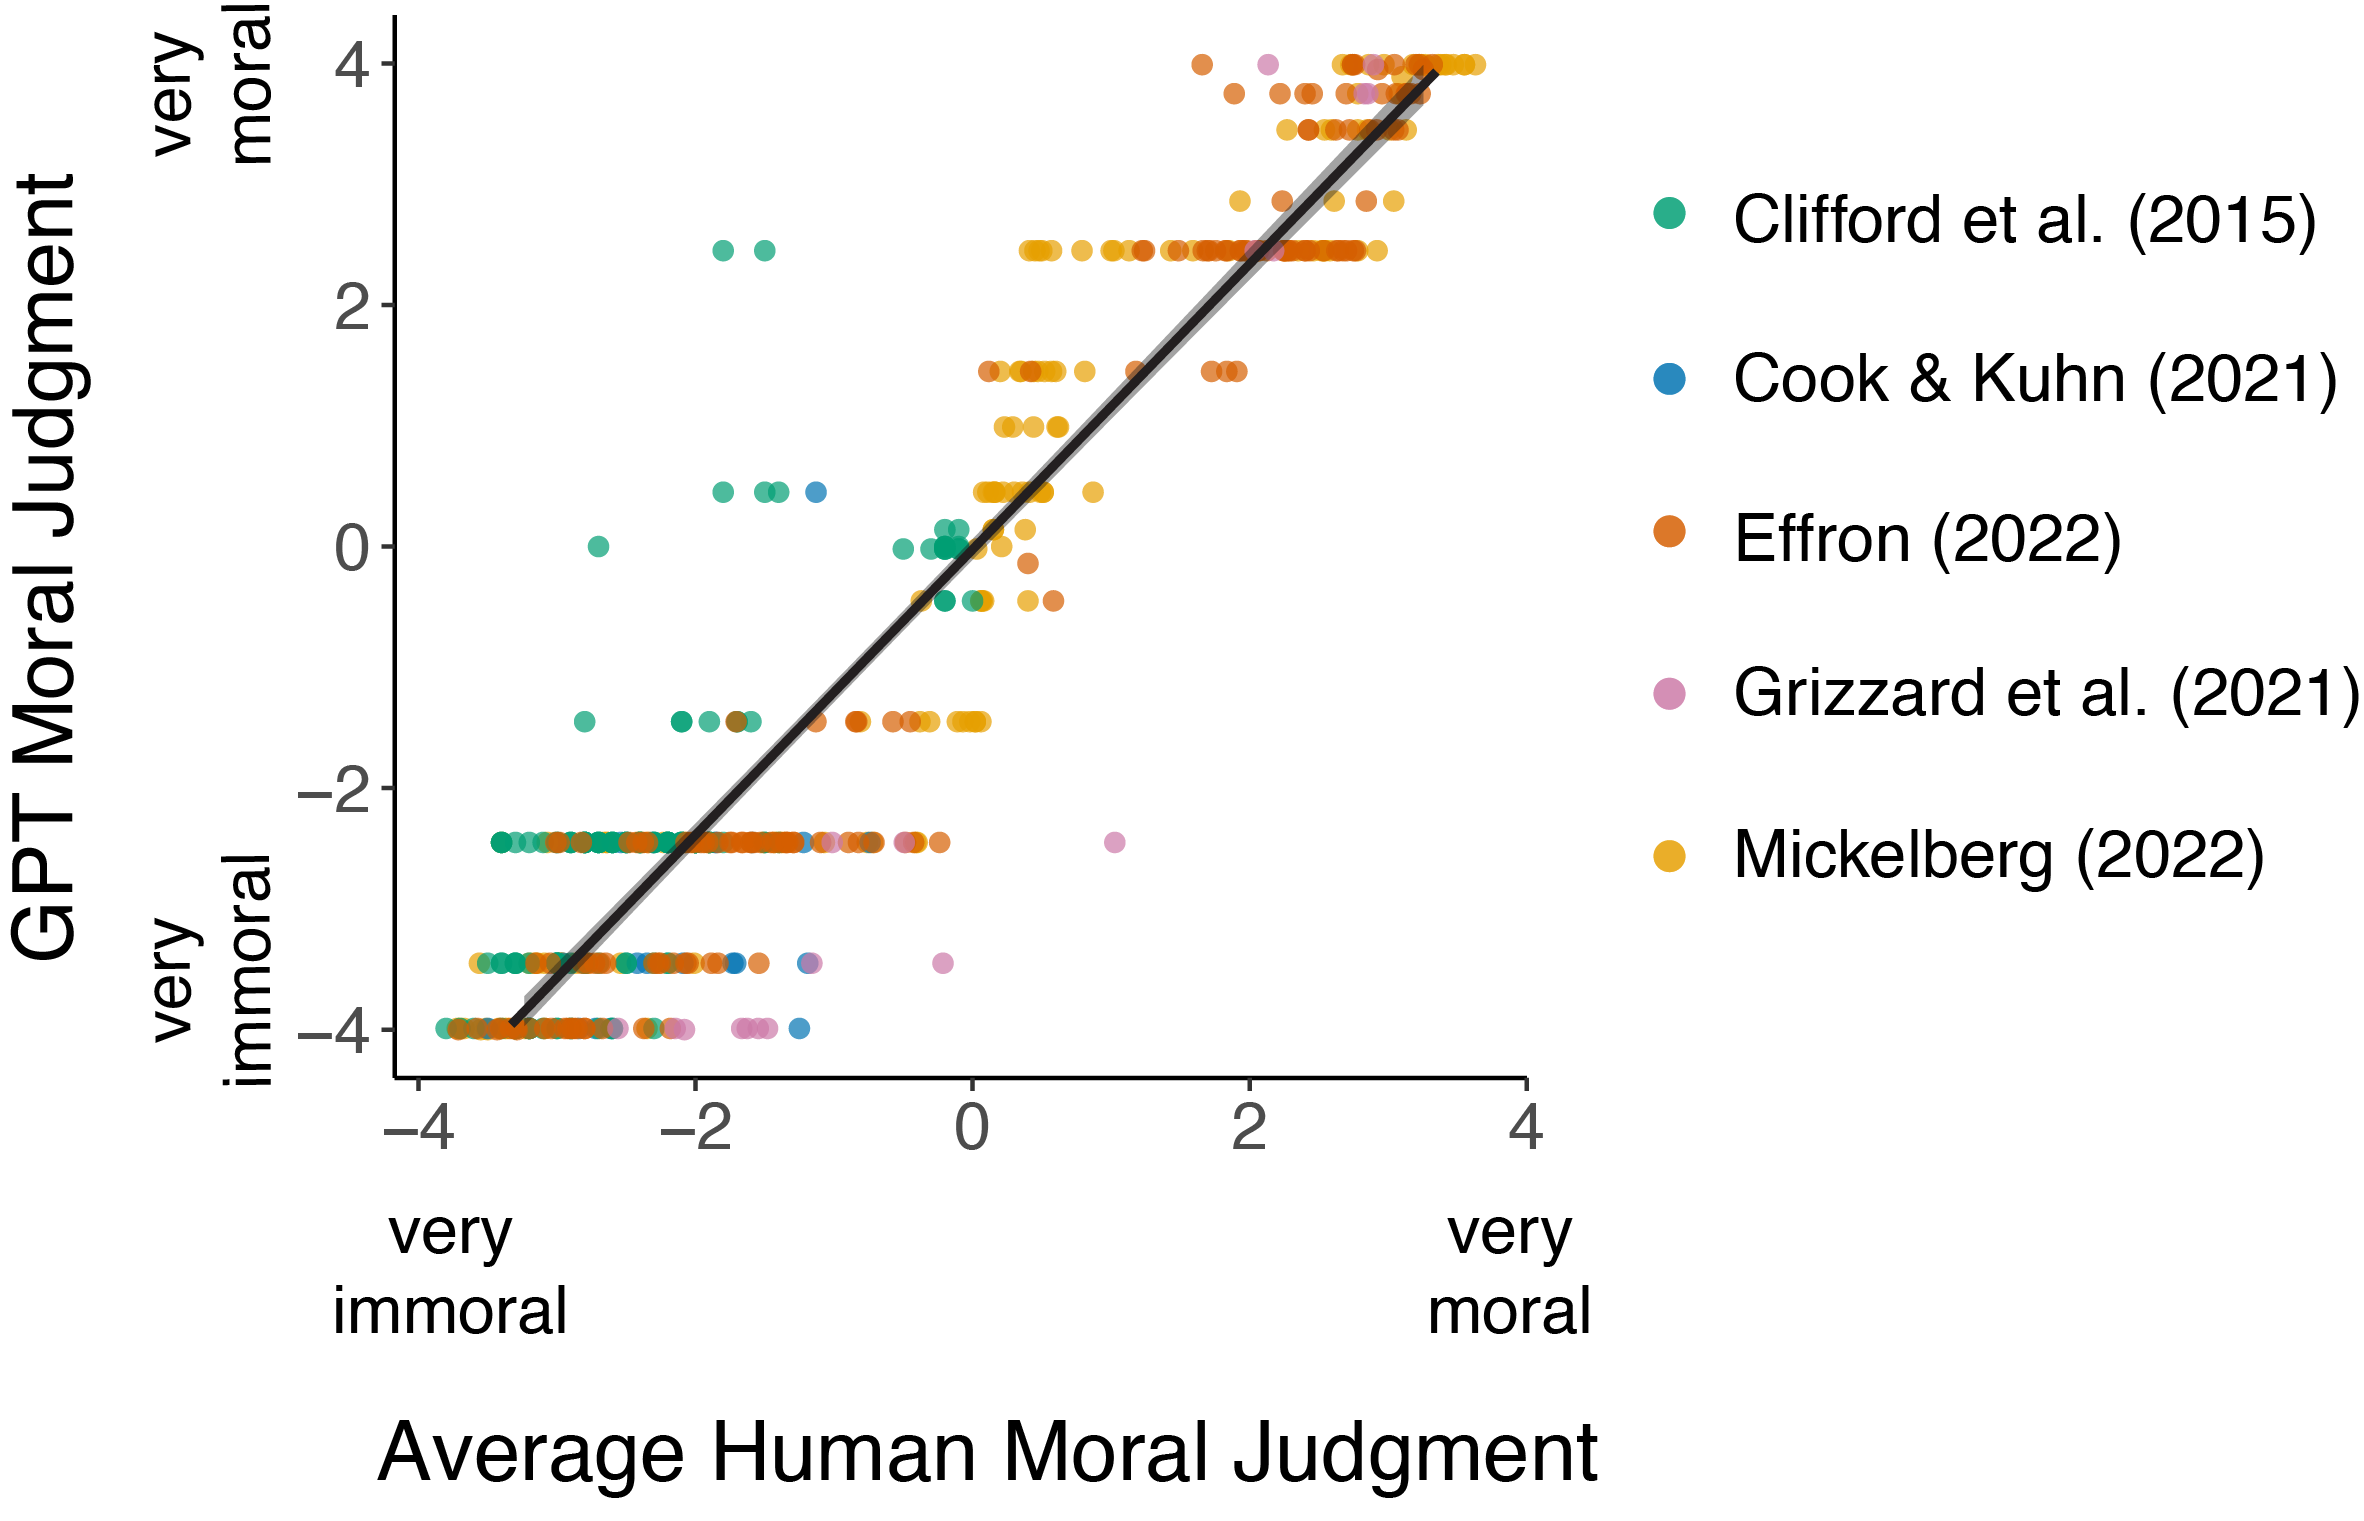 GPT Moral Judgment
very
moral
very
immoral
4
2
0
−2
−4
−4
−2
0
2
4
very
immoral
very
moral
Average Human Moral Judgment
Clifford et al. (2015)
Cook & Kuhn (2021)
Effron (2022)
Grizzard et al. (2021)
Mickelberg (2022)